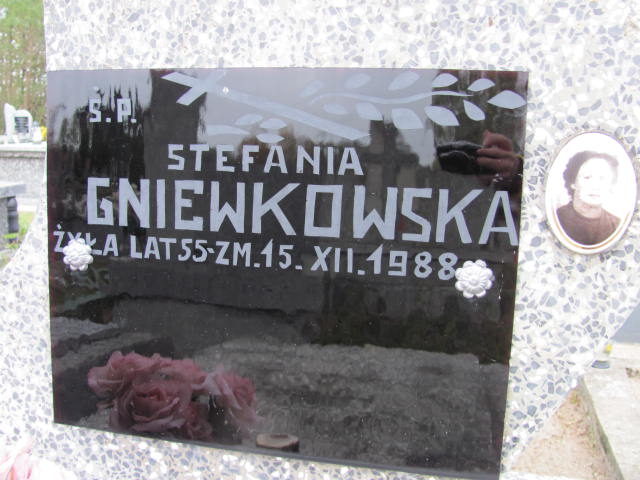 Ś.P.
STEFANIA
GNIEWKOWSKA
ŻYŁA LAT 55-ZM.15.XII.1988